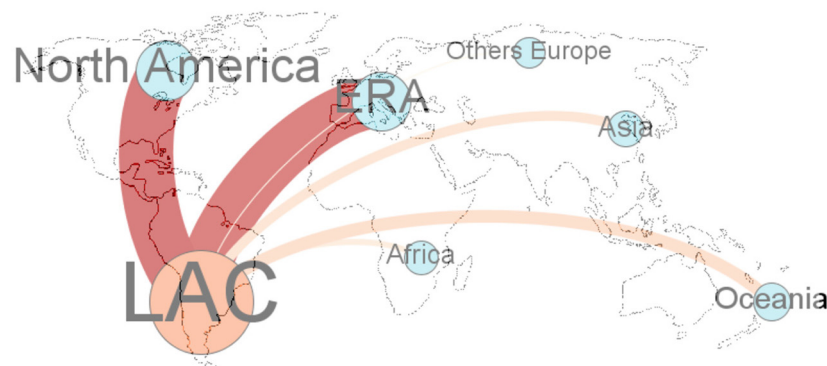 Others Europe
North America
ERA
Asia
Africa
LAC
Oceania